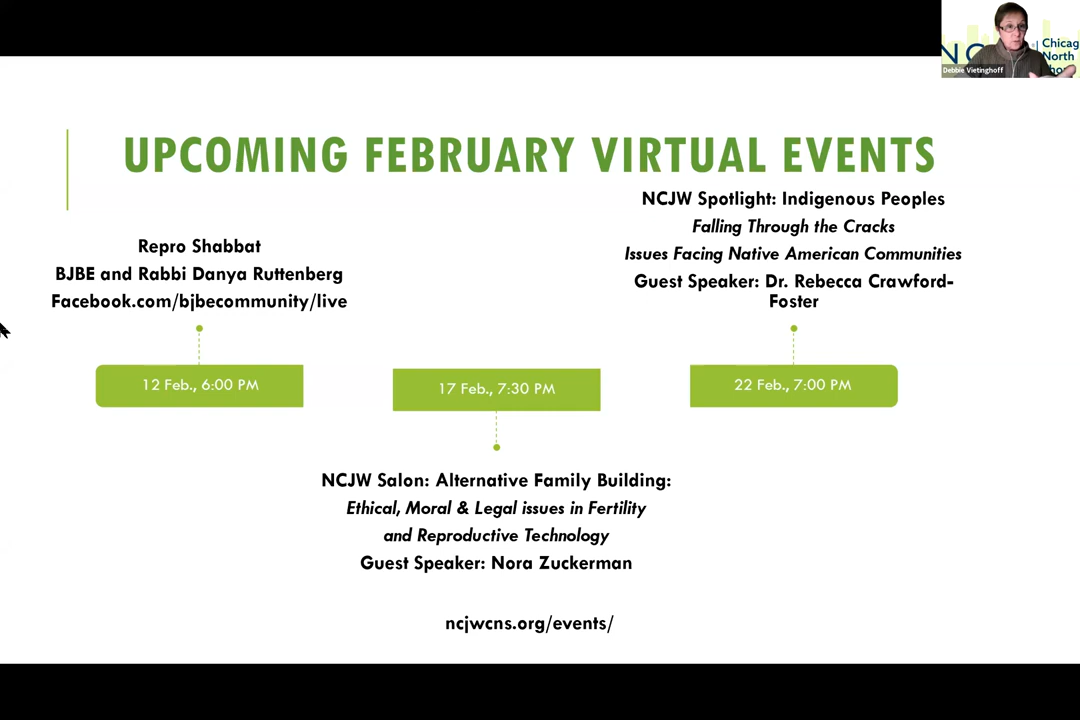 UPCOMING FEBRUARY VIRTUAL EVENTS
Repro Shabbat
BJBE and Rabbi Danya Ruttenberg
Facebook.com/bjbecommunity/live
12 Feb., 6:00 PM
17 Feb., 7:30 PM
NCJW Salon: Alternative Family Building:
Ethical, Moral & Legal issues in Fertility
and Reproductive Technology
Guest Speaker: Nora Zuckerman
NCJW Spotlight: Indigenous Peoples
Falling Through the Cracks
Issues Facing Native American Communities
Guest Speaker: Dr. Rebecca Crawford-
Foster
22 Feb., 7:00 PM
ncjwcns.org/events/
Chicag
North
Debbie Vietinghoff